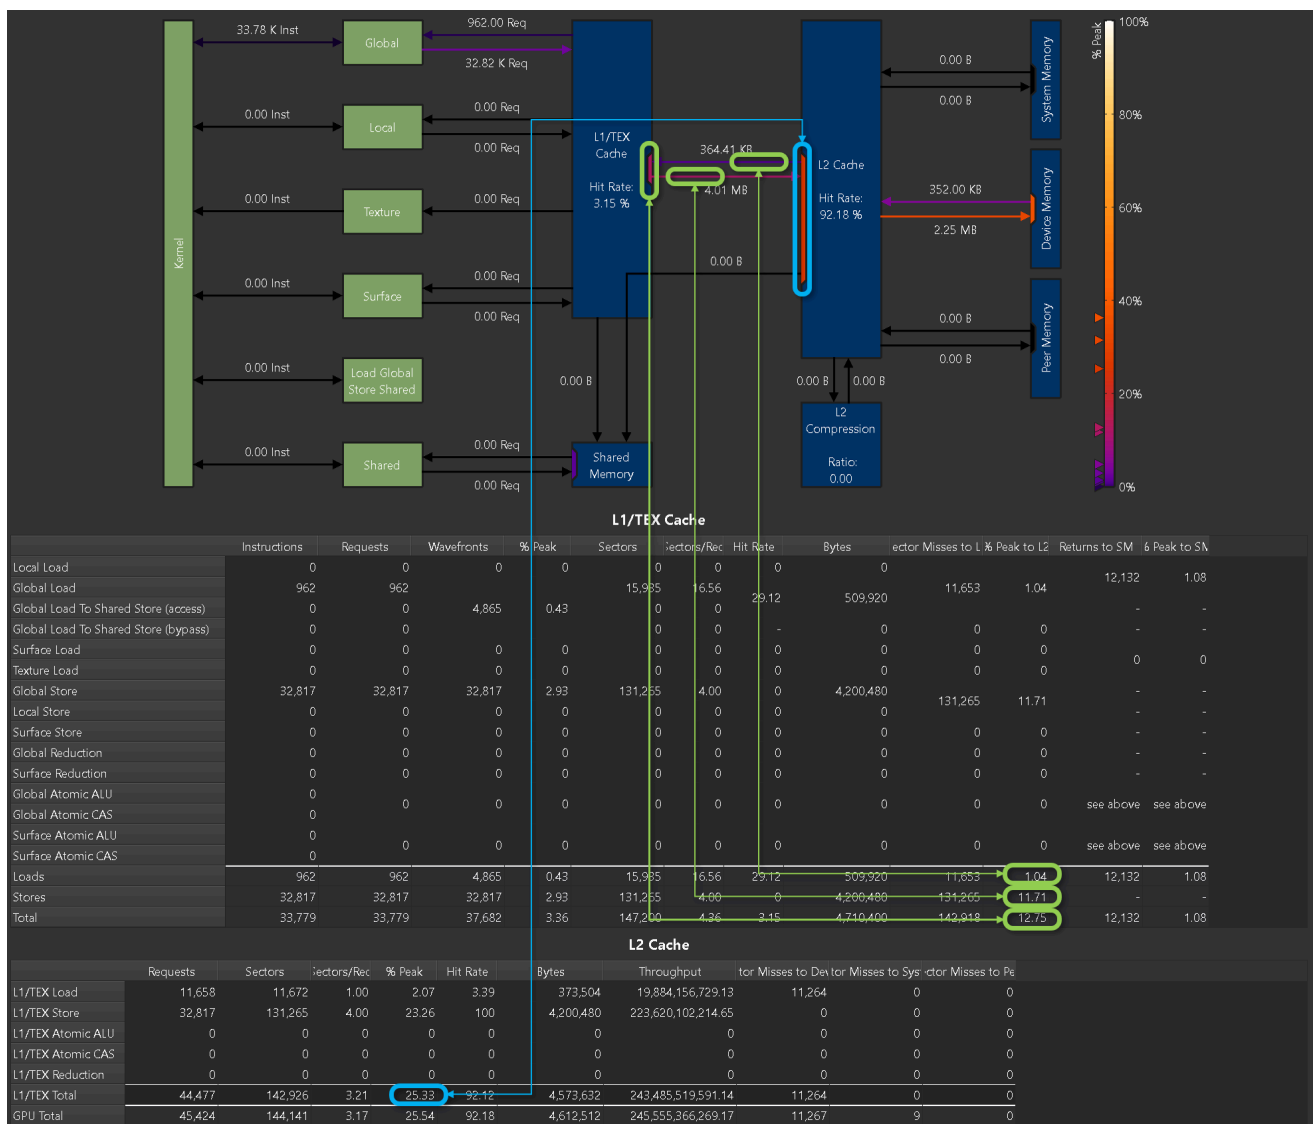 962.00 Req
33.78 K Inst
Global
32.82 K Req
0.00 Req
0.00 Inst
Local
0.00 Req
0.00 Req
0.00 Inst
Texture
0.00 Req
0.00 Inst
Surface
0.00 Req
0.00 Inst
Load Global
Store Shared
0.00 Req
0.00 Inst
Shared
0.00 Req
Kernel
L1/TEX
Cache
Hit Rate:
3.15 %
364.41 KB
4.01 MB
0.00 B
0.00 B
Shared
Memory
L2 Cache
Hit Rate:
92.18 %
0.00 B
0.00 B
L2
Compression
Ratio:
0.00
0.00 B
0.00 B
System Memory
352.00 KB
2.25 MB
Device Memory
0.00 B
0.00 B
Peer Memory
% Peak
100%
80%
60%
40%
20%
0%
L1/TEX Cache
Instructions Requests Wavefronts % Peak Sectors Sectors/Req Hit Rate Bytes ector Misses to L % Peak to L2 Returns to SM % Peak to SM
Local Load 0 0 0 0 0 0 0 0
12,132 1.08
Global Load 962 962 15,985 16.56 11,653 1.04
29.12 509,920
Global Load To Shared Store (access) 0 0 4,865 0.43 0 0 - -
Global Load To Shared Store (bypass) 0 0 0 0 - 0 0 0 - -
Surface Load 0 0 0 0 0 0 0 0 0 0
0 0
Texture Load 0 0 0 0 0 0 0 0 0 0
Global Store 32,817 32,817 32,817 2.93 131,265 4.00 0 4,200,480 - -
131,265 11.71
Local Store 0 0 0 0 0 0 0 0 - -
Surface Store 0 0 0 0 0 0 0 0 0 0 - -
Global Reduction 0 0 0 0 0 0 0 0 0 0 - -
Surface Reduction 0 0 0 0 0 0 0 0 0 0 - -
Global Atomic ALU 0
0 0 0 0 0 0 0 0 0 see above see above
Global Atomic CAS 0
Surface Atomic ALU 0
0 0 0 0 0 0 0 0 0 see above see above
Surface Atomic CAS 0
Loads 962 962 4,865 0.43 15,985 16.56 29.12 509,920 11,653 1.04 12,132 1.08
Stores 32,817 32,817 32,817 2.93 131,265 4.00 0 4,200,480 131,265 11.71 - -
Total 33,779 33,779 37,682 3.36 4.36 3.15 4,710,400 142,918 12.75 12,132 1.08
L2 Cache
Requests Sectors Sectors/Req % Peak Hit Rate Bytes Throughput tor Misses to Dev tor Misses to Sys ctor Misses to Pe
L1/TEX Load 11,658 11,672 1.00 2.07 3.39 373,504 19,884,156,729.13 11,264 0 0
L1/TEX Store 32,817 131,265 4.00 23.26 100 4,200,480 223,620,102,214.65 0 0 0
L1/TEX Atomic ALU 0 0 0 0 0 0 0 0 0 0
L1/TEX Atomic CAS 0 0 0 0 0 0 0 0 0 0
L1/TEX Reduction 0 0 0 0 0 0 0 0 0 0
L1/TEX Total 44,477 142,926 3.21 25.33 92.12 4,573,632 243,485,519,591.14 11,264 0 0
GPU Total 45,424 144,141 3.17 25.54 92.18 4,612,512 245,555,366,269.17 11,267 9 0